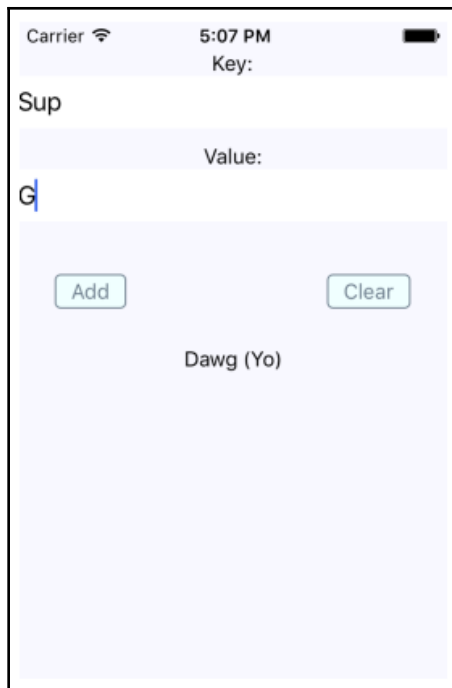 Carrier 5:07 PM
Key:
Sup
Value:
G
Add Clear
Dawg (Yo)